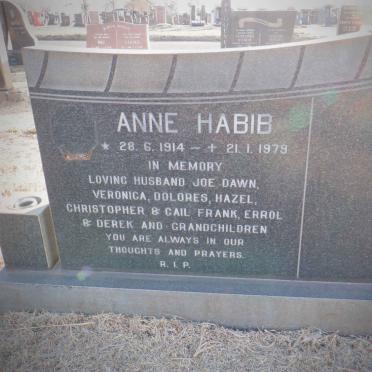 ANNE HABIB
* 28. 6. 1914 ~ + 21. 1. 1979
IN MEMORY
LOVING HUSBAND JOE DAWN,
VERONICA, DOLORES, HAZEL,
CHRISTOPHER & GAIL FRANK, ERROL
& DEREK AND GRANDCHILDREN
YOU ARE ALWAYS IN OUR
THOUGHTS AND PRAYERS.
R. I. P.